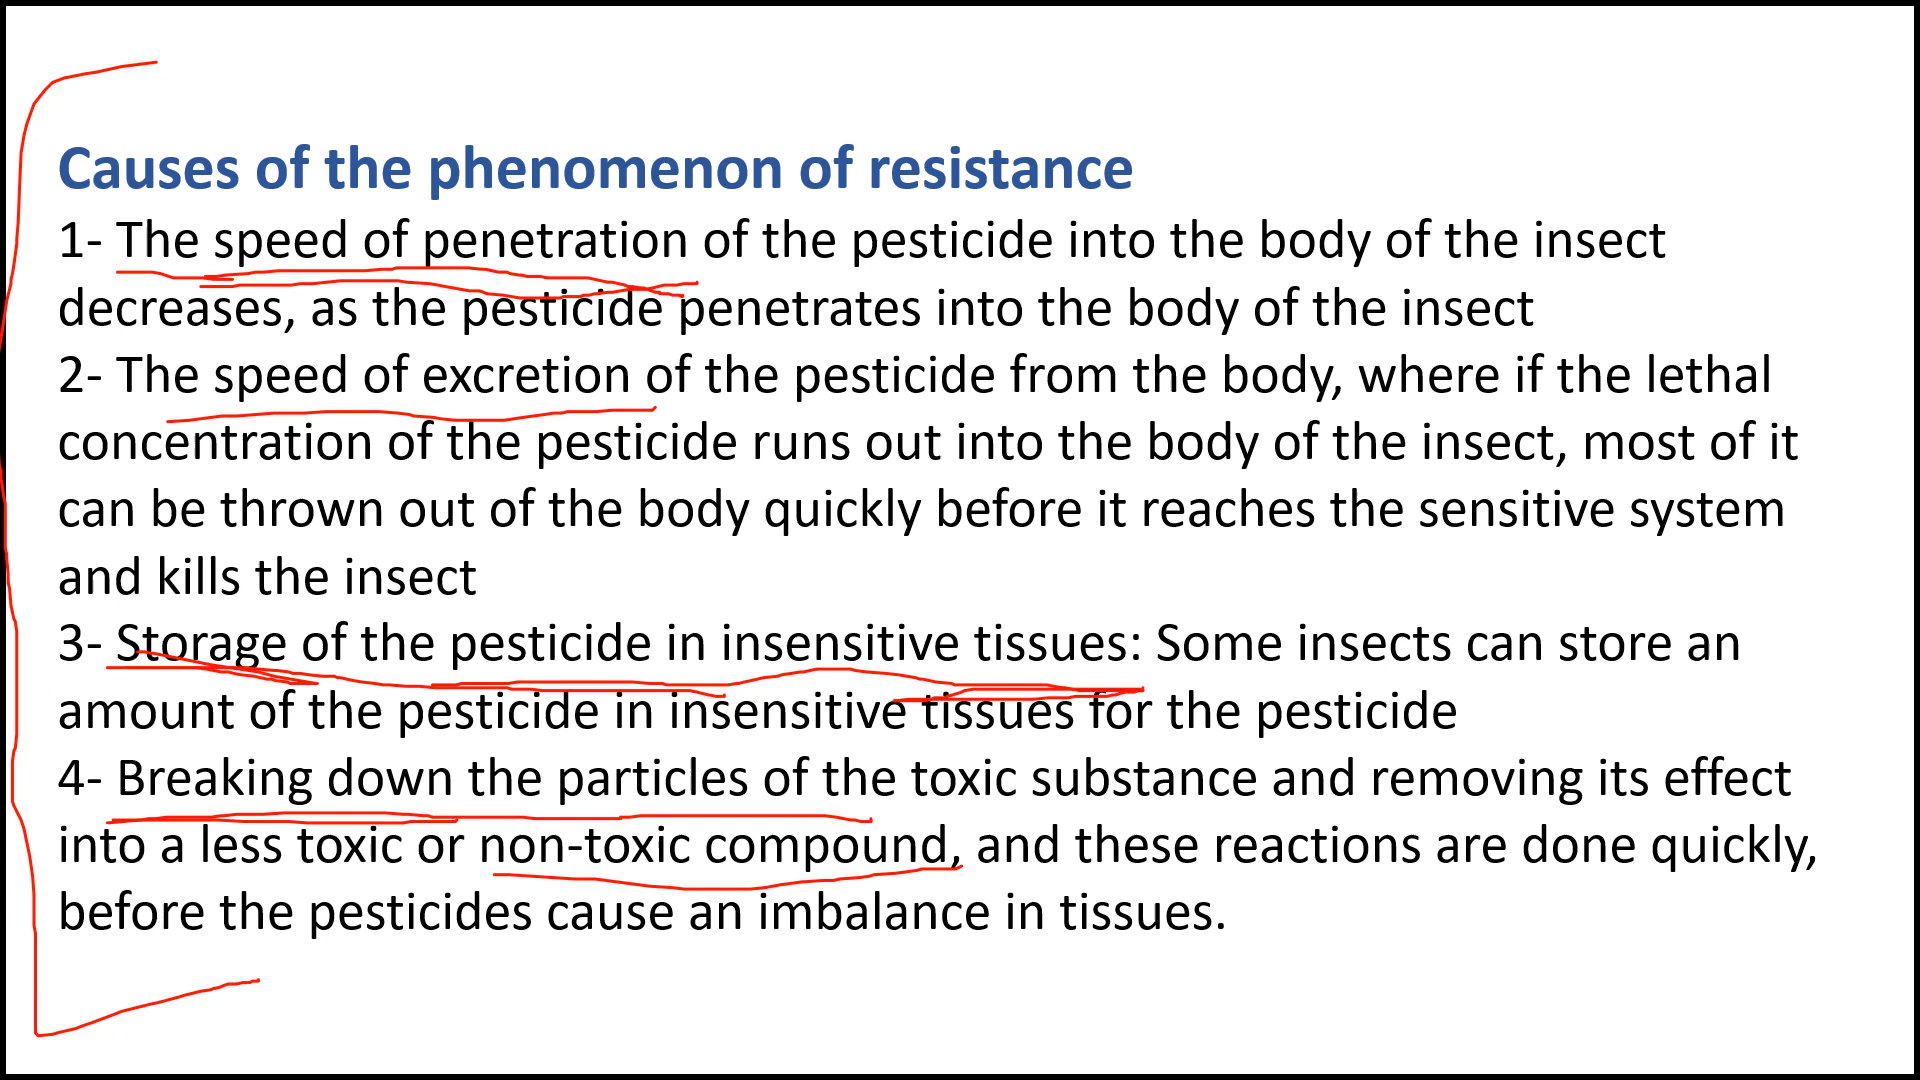 Causes of the phenomenon of resistance
1- The speed of penetration of the pesticide into the body of the insect
decreases, as the pesticide penetrates into the body of the insect
2- The speed of excretion of the pesticide from the body, where if the lethal
concentration of the pesticide runs out into the body of the insect, most of it
can be thrown out of the body quickly before it reaches the sensitive system
and kills the insect
3- Storage of the pesticide in insensitive tissues: Some insects can store an
amount of the pesticide in insensitive tissues for the pesticide
4- Breaking down the particles of the toxic substance and removing its effect
into a less toxic or non-toxic compound, and these reactions are done quickly,
before the pesticides cause an imbalance in tissues.